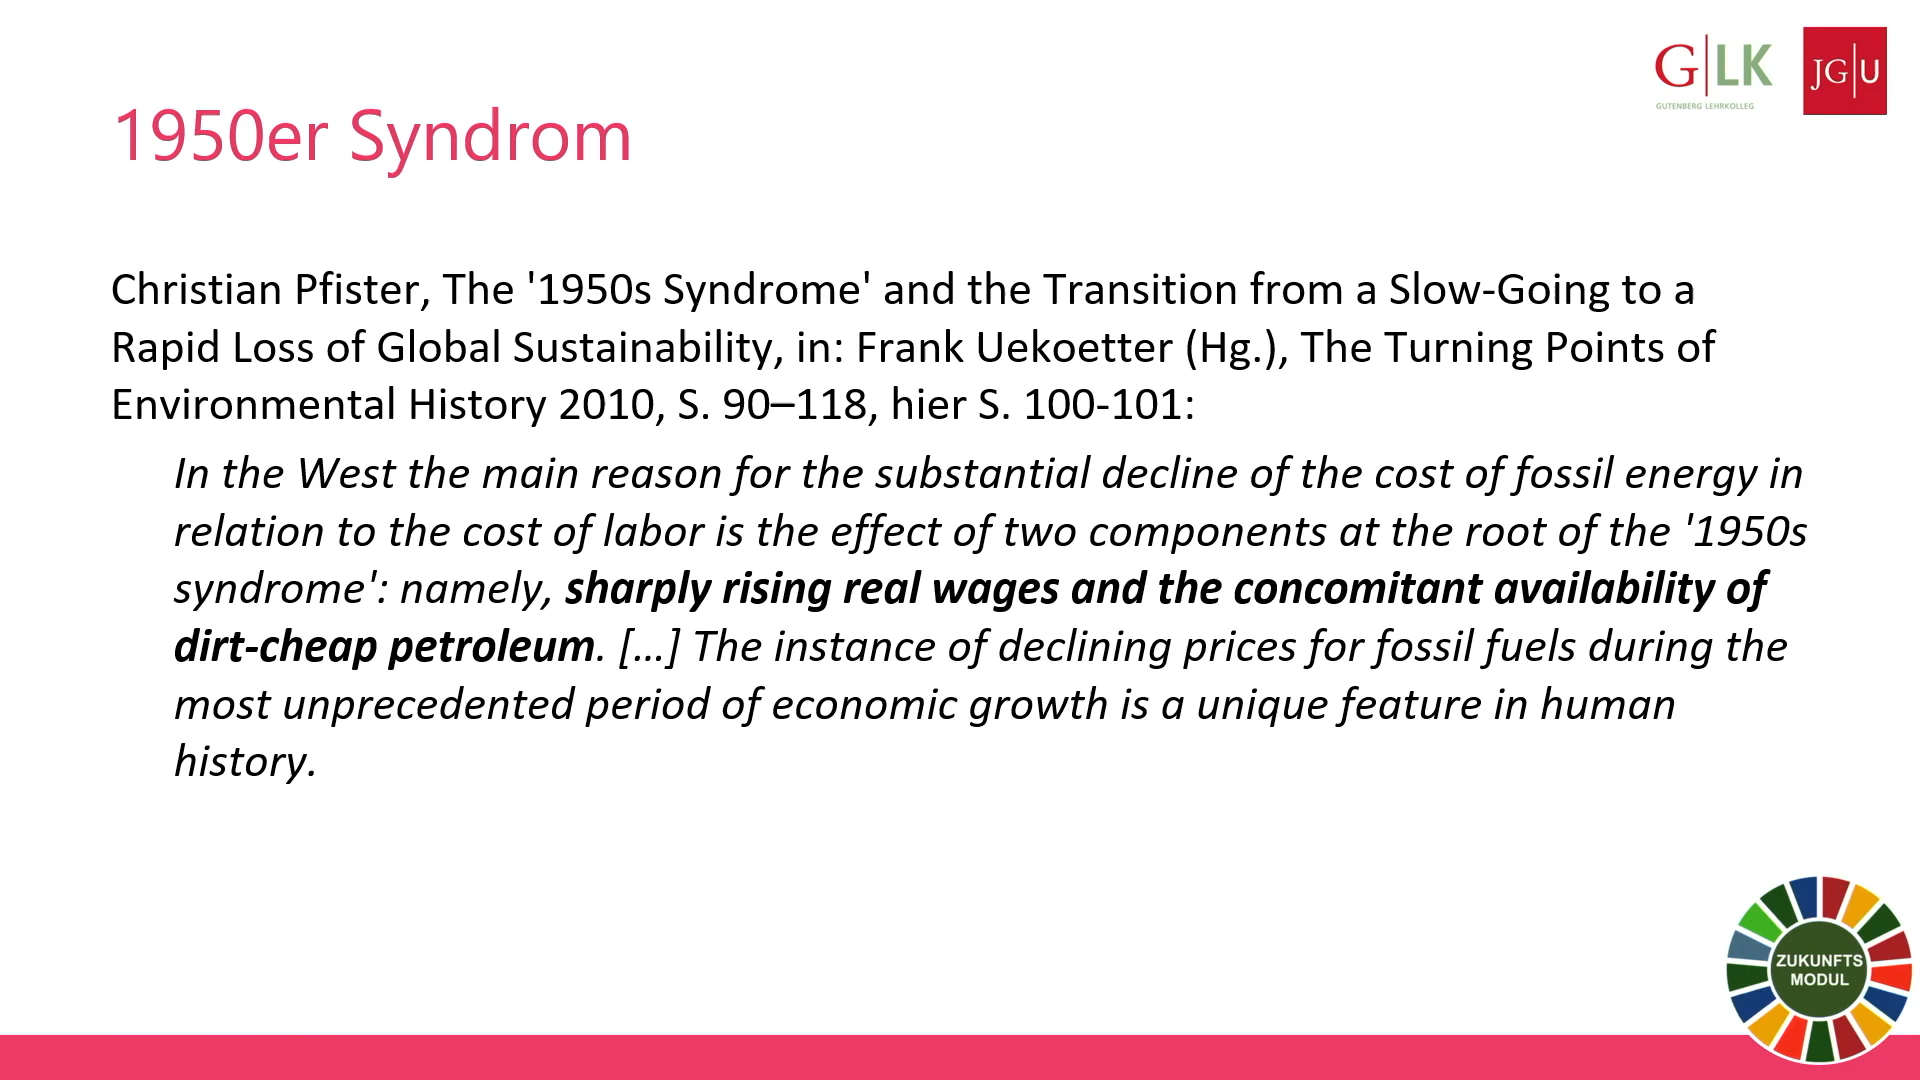 G|LK
GUTENBERG LEHRKOLLEG
JG|U
1950er Syndrom
Christian Pfister, The '1950s Syndrome' and the Transition from a Slow-Going to a
Rapid Loss of Global Sustainability, in: Frank Uekoetter (Hg.), The Turning Points of
Environmental History 2010, S. 90–118, hier S. 100-101:
In the West the main reason for the substantial decline of the cost of fossil energy in
relation to the cost of labor is the effect of two components at the root of the '1950s
syndrome': namely, sharply rising real wages and the concomitant availability of
dirt-cheap petroleum. [...] The instance of declining prices for fossil fuels during the
most unprecedented period of economic growth is a unique feature in human
history.
ZUKUNFTS
MODUL